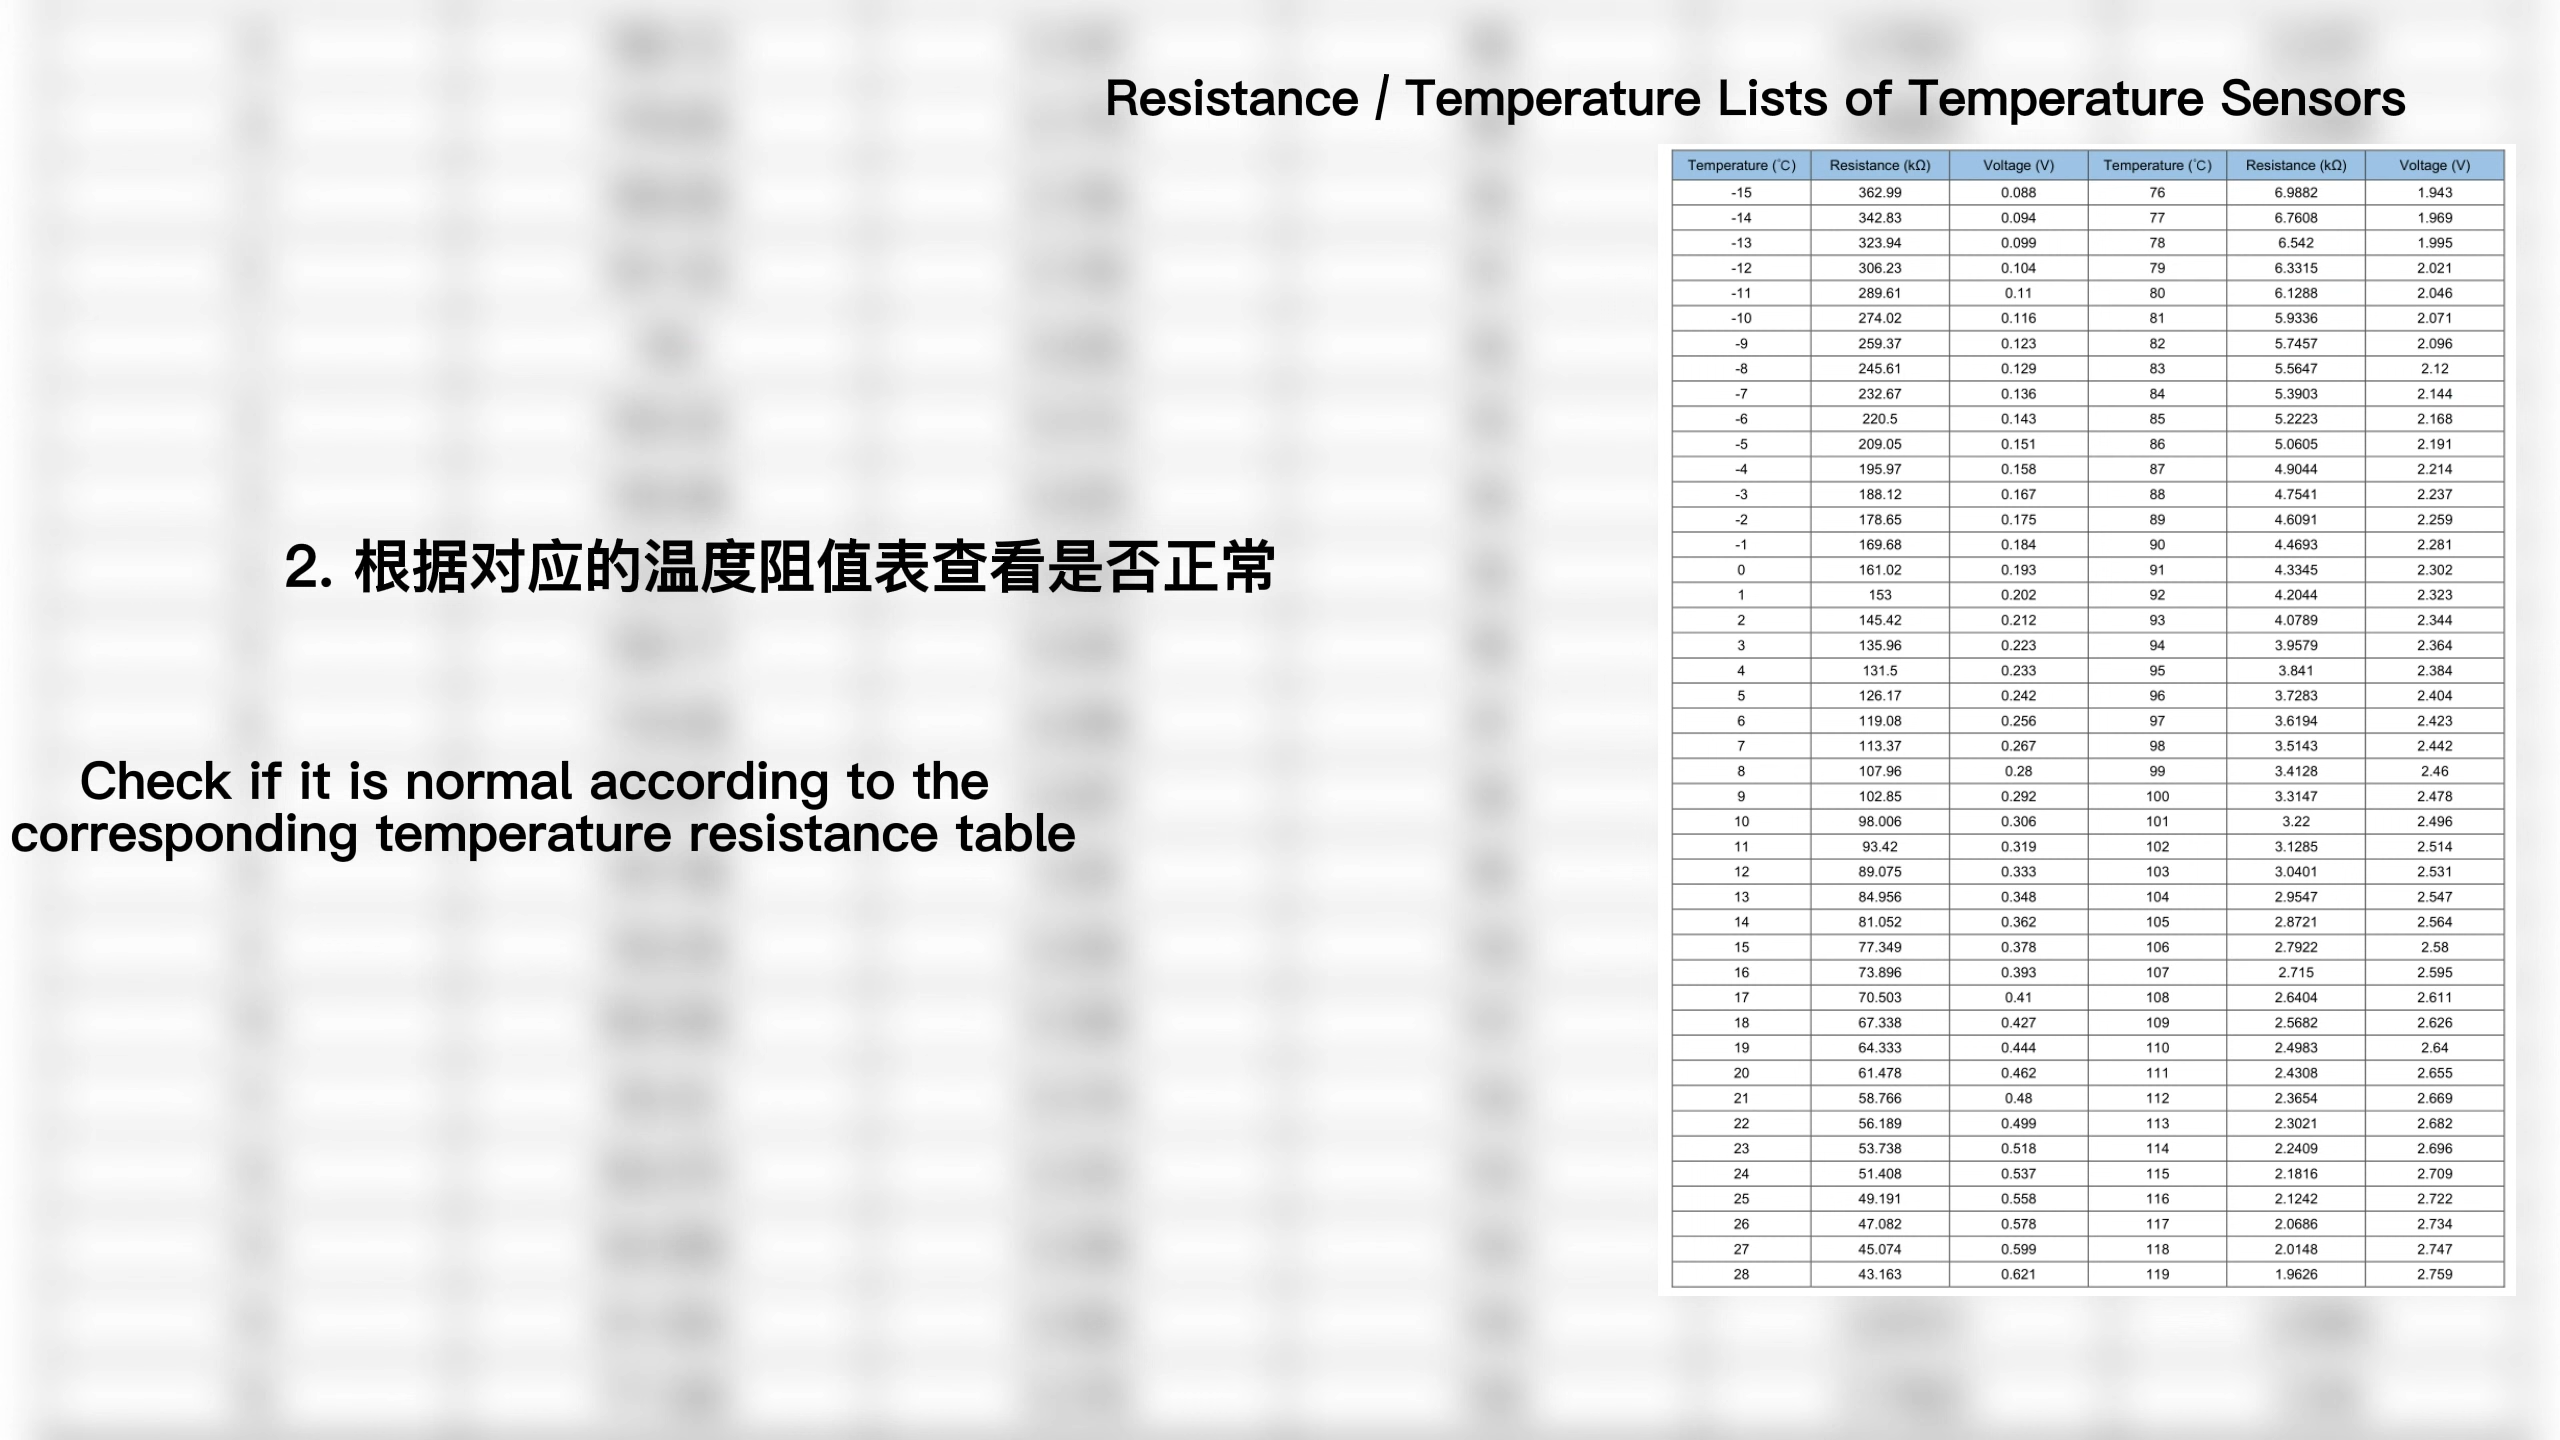 Resistance / Temperature Lists of Temperature Sensors
2. 根据对应的温度阻值表查看是否正常
Check if it is normal according to the
corresponding temperature resistance table
Temperature (℃) Resistance (kΩ) Voltage (V) Temperature (℃) Resistance (kΩ) Voltage (V)
-15 362.99 0.088 76 6.9882 1.943
-14 342.83 0.094 77 6.7608 1.969
-13 323.94 0.099 78 6.542 1.995
-12 306.23 0.104 79 6.3315 2.021
-11 289.61 0.11 80 6.1288 2.046
-10 274.02 0.116 81 5.9336 2.071
-9 259.37 0.123 82 5.7457 2.096
-8 245.61 0.129 83 5.5647 2.12
-7 232.67 0.136 84 5.3903 2.144
-6 220.5 0.143 85 5.2223 2.168
-5 209.05 0.151 86 5.0605 2.191
-4 195.97 0.158 87 4.9044 2.214
-3 188.12 0.167 88 4.7541 2.237
-2 178.65 0.175 89 4.6091 2.259
-1 169.68 0.184 90 4.4693 2.281
0 161.02 0.193 91 4.3345 2.302
1 153 0.202 92 4.2044 2.323
2 145.42 0.212 93 4.0789 2.344
3 135.96 0.223 94 3.9579 2.364
4 131.5 0.233 95 3.841 2.384
5 126.17 0.242 96 3.7283 2.404
6 119.08 0.256 97 3.6194 2.423
7 113.37 0.267 98 3.5143 2.442
8 107.96 0.28 99 3.4128 2.46
9 102.85 0.292 100 3.3147 2.478
10 98.006 0.306 101 3.22 2.496
11 93.42 0.319 102 3.1285 2.514
12 89.075 0.333 103 3.0401 2.531
13 84.956 0.348 104 2.9547 2.547
14 81.052 0.362 105 2.8721 2.564
15 77.349 0.378 106 2.7922 2.58
16 73.896 0.393 107 2.715 2.595
17 70.503 0.41 108 2.6404 2.611
18 67.338 0.427 109 2.5682 2.626
19 64.333 0.444 110 2.4983 2.64
20 61.478 0.462 111 2.4308 2.655
21 58.766 0.48 112 2.3654 2.669
22 56.189 0.499 113 2.3021 2.682
23 53.738 0.518 114 2.2409 2.696
24 51.408 0.537 115 2.1816 2.709
25 49.191 0.558 116 2.1242 2.722
26 47.082 0.578 117 2.0686 2.734
27 45.074 0.599 118 2.0148 2.747
28 43.163 0.621 119 1.9626 2.759